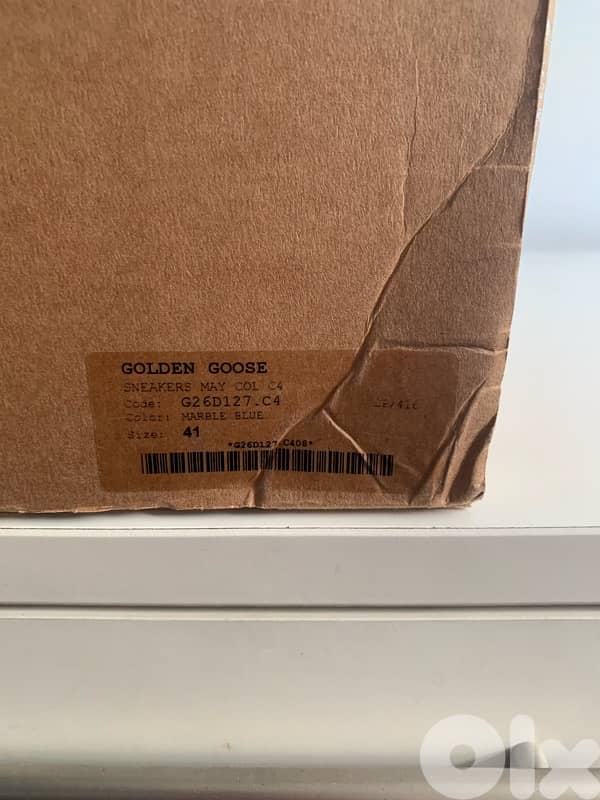 GOLDEN GOOSE
SNEAKERS MAY COL C4
Code: G26D127.C4
Color: MARBLE BLUE
Size: 41
*G26D127.C408*
Olx